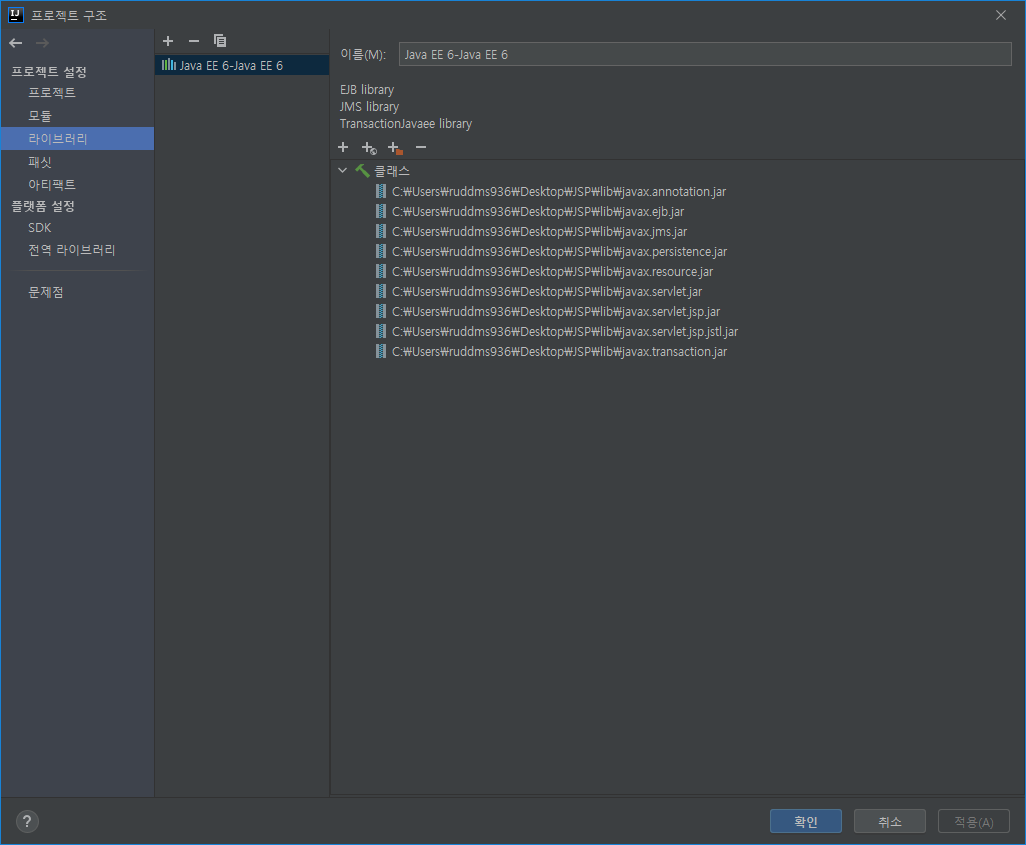 프로젝트 구조
프로젝트 설정
프로젝트
모듈
라이브러리
패싯
아티팩트
플랫폼 설정
SDK
전역 라이브러리
문제점
Java EE 6-Java EE 6
이름(M):
Java EE 6-Java EE 6
EJB library
JMS library
TransactionJavaee library
클래스
C:₩Users₩ruddms936₩Desktop₩JSP₩lib₩javax.annotation.jar
C:₩Users₩ruddms936₩Desktop₩JSP₩lib₩javax.ejb.jar
C:₩Users₩ruddms936₩Desktop₩JSP₩lib₩javax.jms.jar
C:₩Users₩ruddms936₩Desktop₩JSP₩lib₩javax.persistence.jar
C:₩Users₩ruddms936₩Desktop₩JSP₩lib₩javax.resource.jar
C:₩Users₩ruddms936₩Desktop₩JSP₩lib₩javax.servlet.jar
C:₩Users₩ruddms936₩Desktop₩JSP₩lib₩javax.servlet.jsp.jar
C:₩Users₩ruddms936₩Desktop₩JSP₩lib₩javax.servlet.jsp.jstl.jar
C:₩Users₩ruddms936₩Desktop₩JSP₩lib₩javax.transaction.jar
?
확인
취소
적용(A)